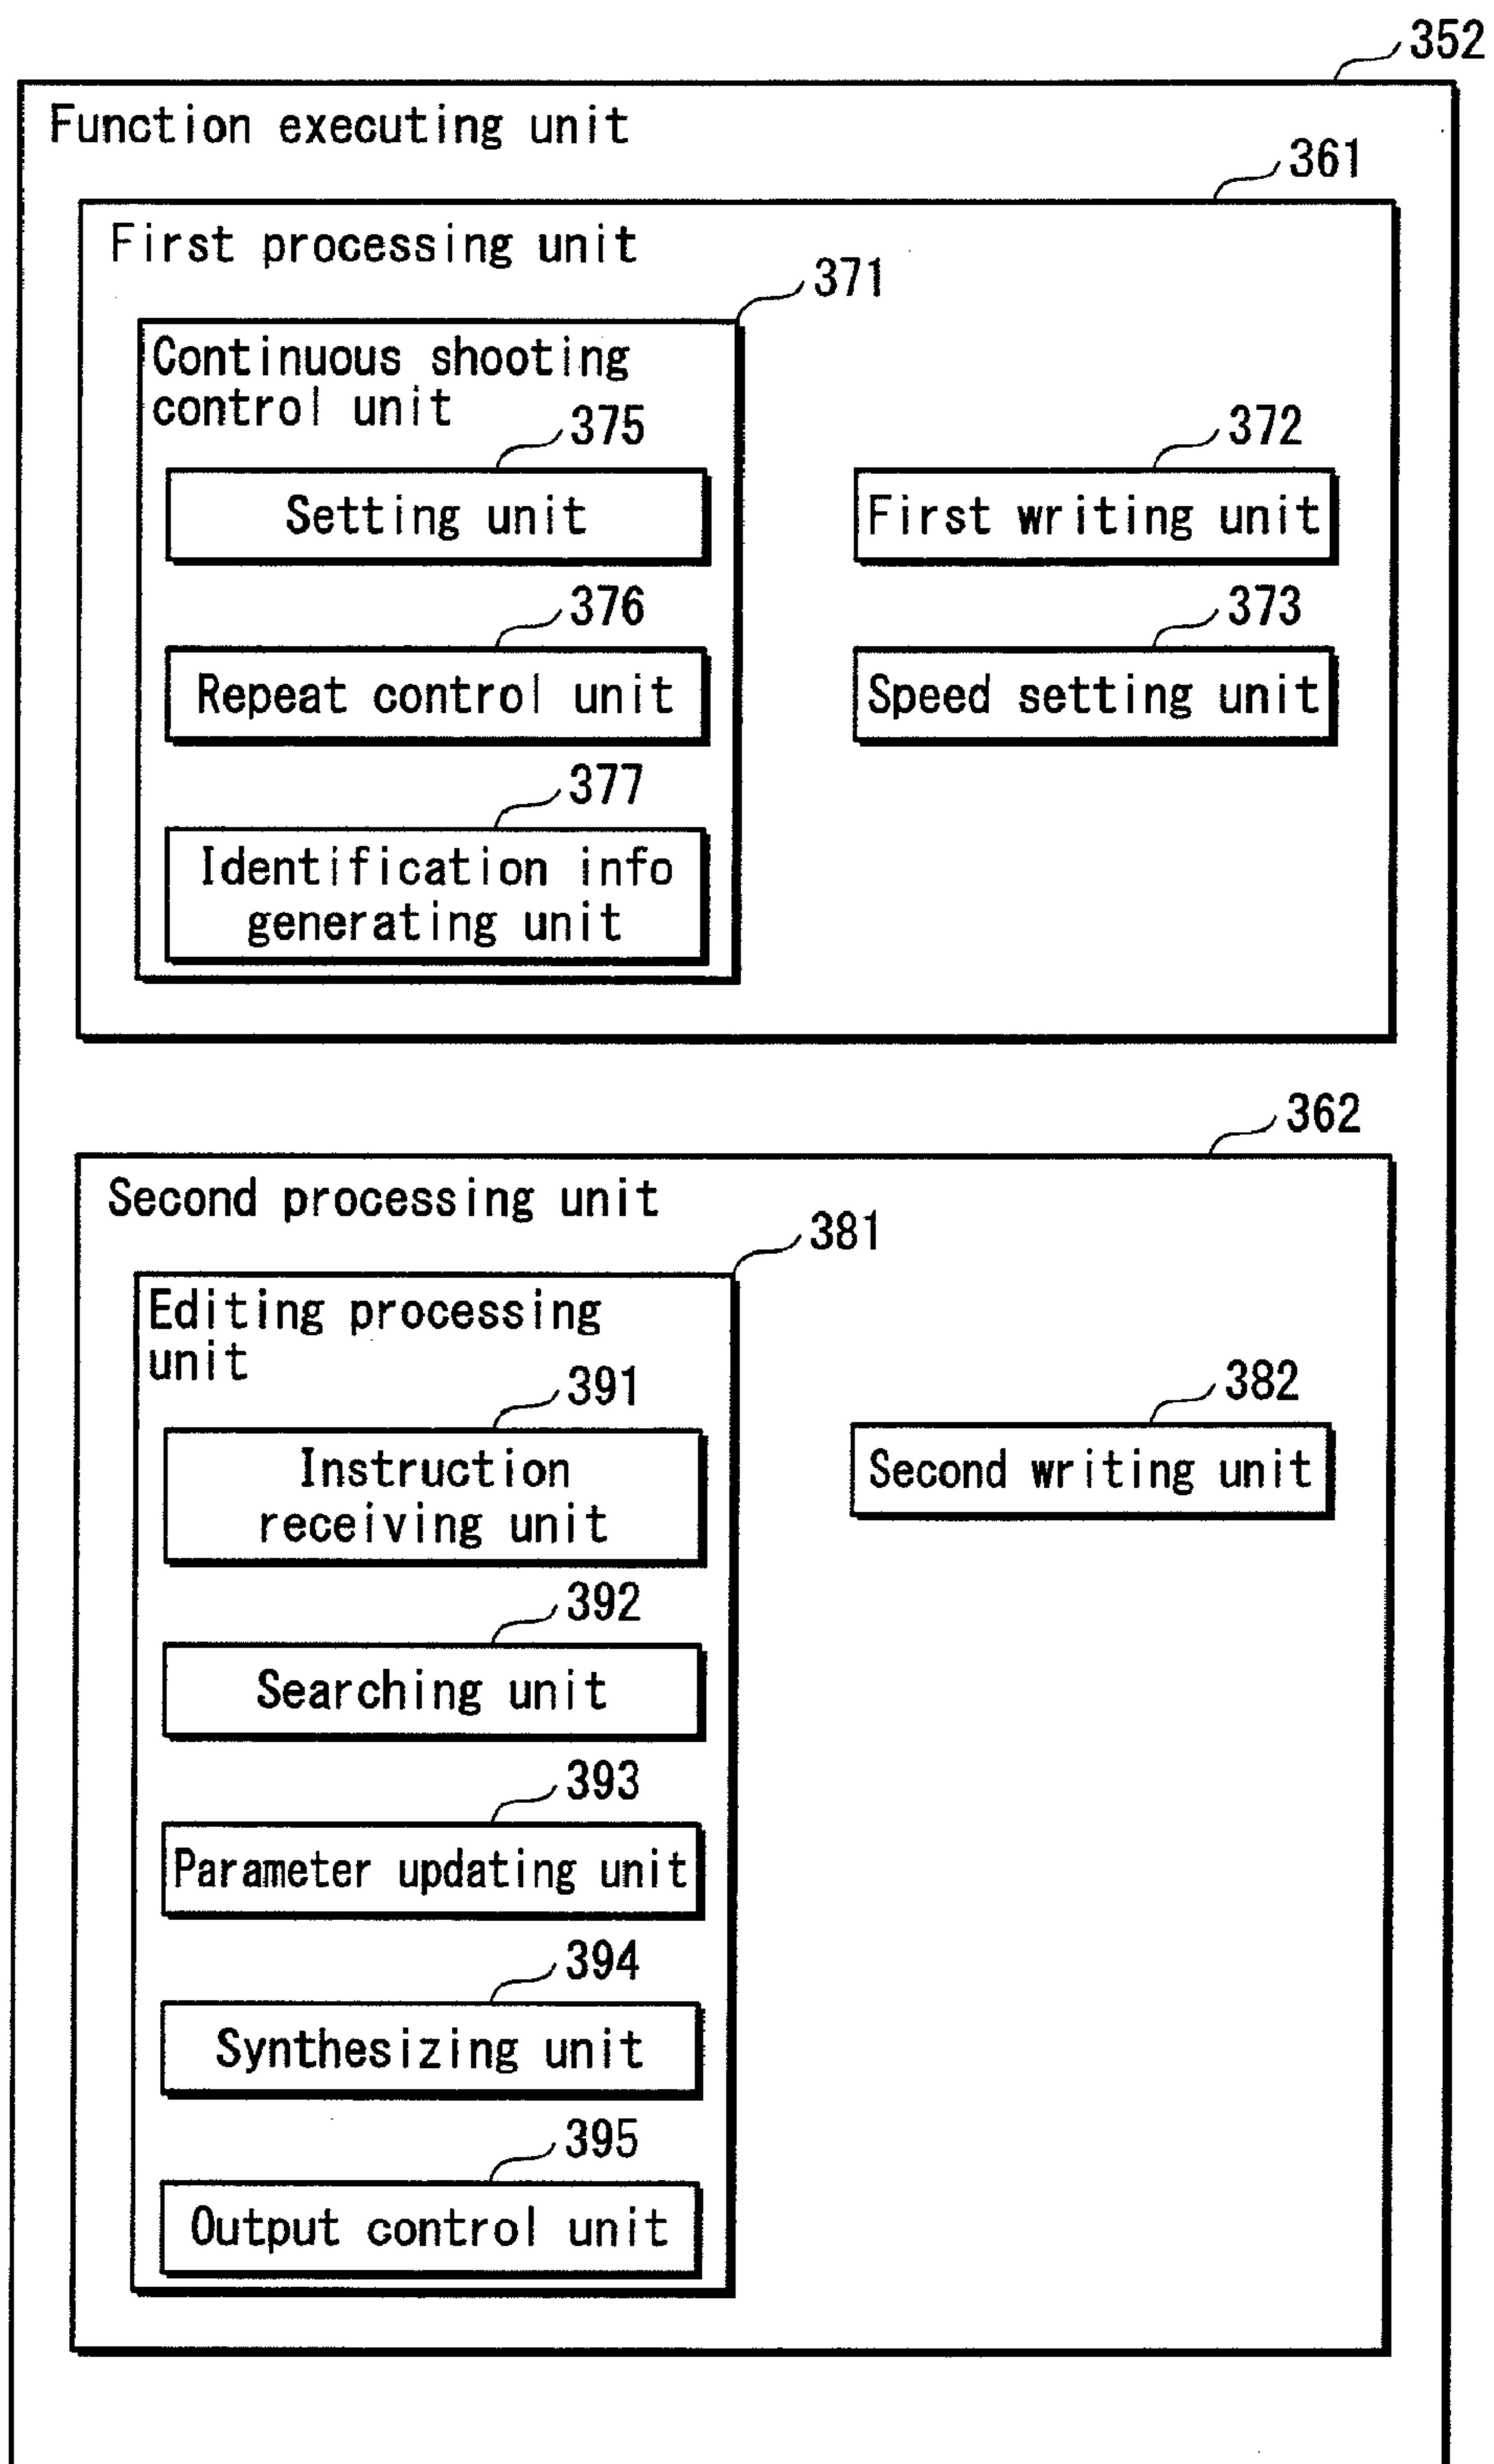 352
Function executing unit
361
First processing unit
371
Continuous shooting
control unit
375
Setting unit
372
First writing unit
376
Repeat control unit
373
Speed setting unit
377
Identification info
generating unit
362
Second processing unit
381
Editing processing
unit
391
Instruction
receiving unit
382
Second writing unit
392
Searching unit
393
Parameter updating unit
394
Synthesizing unit
395
Output control unit